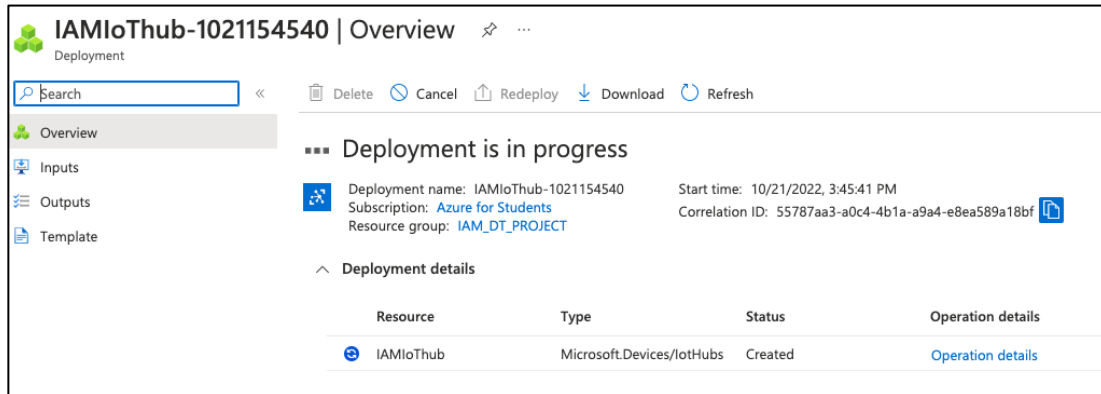 IAMIoThub-1021154540 | Overview
Deployment
Search
Delete Cancel Redeploy Download Refresh
Overview
Inputs
Outputs
Template
Deployment is in progress
Deployment name: IAMIoThub-1021154540
Subscription: Azure for Students
Resource group: IAM_DT_PROJECT
Start time: 10/21/2022, 3:45:41 PM
Correlation ID: 55787aa3-a0c4-4b1a-a9a4-e8ea589a18bf
Deployment details
Resource Type Status Operation details
IAMIoThub Microsoft.Devices/IotHubs Created Operation details